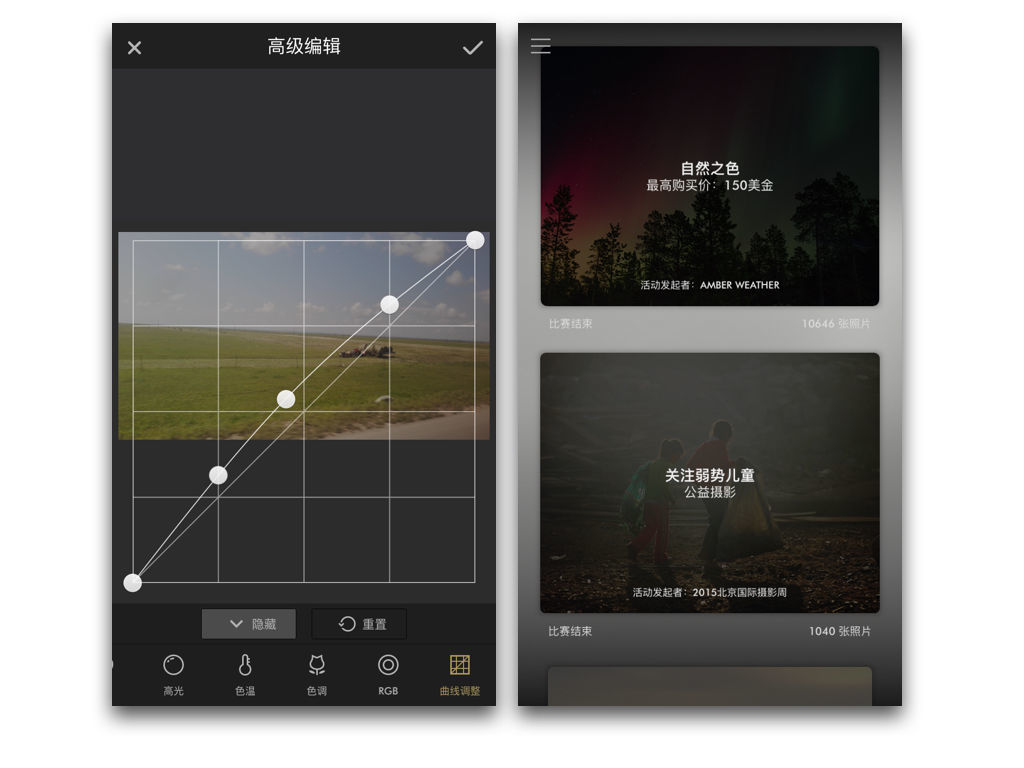 高级编辑
隐藏
重置
高光
色温
色调
RGB
曲线调整
自然之色
最高购买价：150美金
活动发起者：AMBER WEATHER
比赛结束
10646 张照片
关注弱势儿童
公益摄影
活动发起者：2015北京国际摄影周
比赛结束
1040 张照片